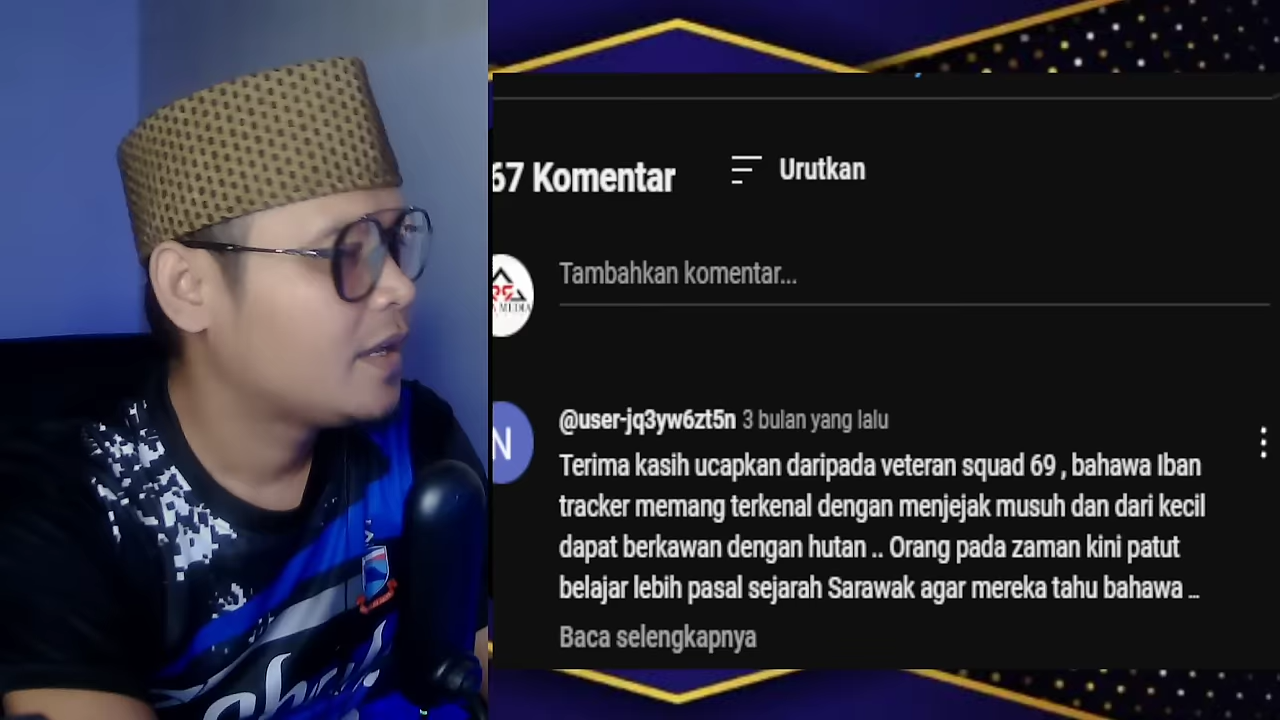 67 Komentar
Urutkan
Tambahkan komentar...
MEDIA
N
@user-jq3yw6zt5n 3 bulan yang lalu
Terima kasih ucapkan daripada veteran squad 69 , bahawa Iban
tracker memang terkenal dengan menjejak musuh dan dari kecil
dapat berkawan dengan hutan .. Orang pada zaman kini patut
belajar lebih pasal sejarah Sarawak agar mereka tahu bahawa ...
Baca selengkapnya